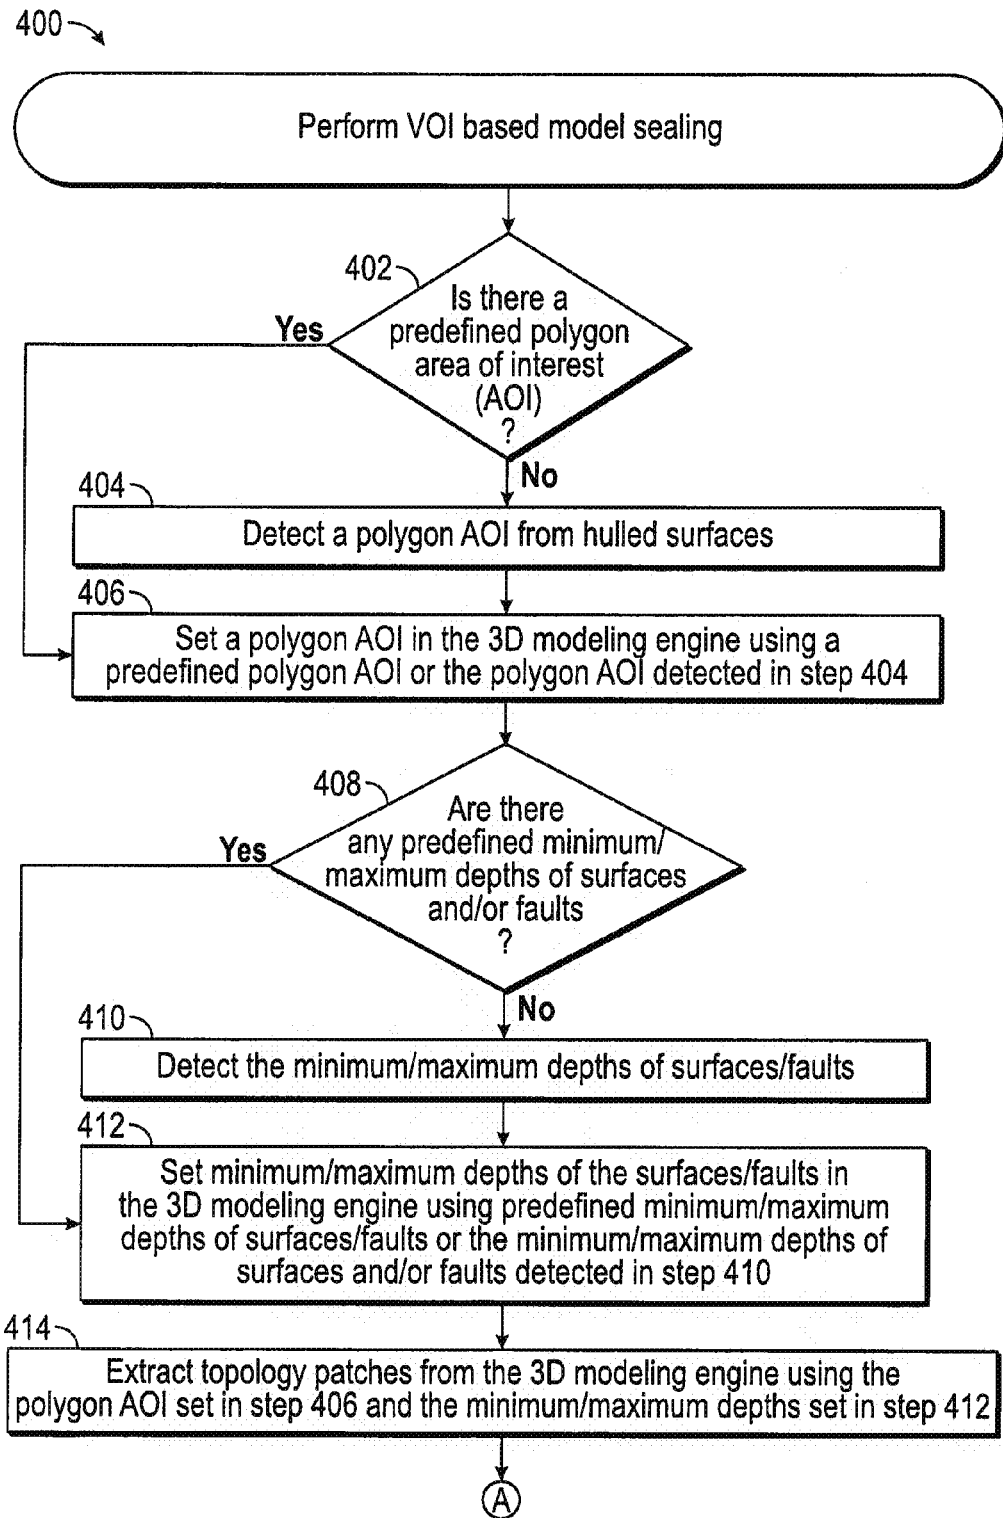 400
Perform VOI based model sealing
402
Is there a
predefined polygon
area of interest
(AOI)
?
Yes
No
404
Detect a polygon AOI from hulled surfaces
406
Set a polygon AOI in the 3D modeling engine using a
predefined polygon AOI or the polygon AOI detected in step 404
408
Are there
any predefined minimum/
maximum depths of surfaces
and/or faults
?
Yes
No
410
Detect the minimum/maximum depths of surfaces/faults
412
Set minimum/maximum depths of the surfaces/faults in
the 3D modeling engine using predefined minimum/maximum
depths of surfaces/faults or the minimum/maximum depths of
surfaces and/or faults detected in step 410
414
Extract topology patches from the 3D modeling engine using the
polygon AOI set in step 406 and the minimum/maximum depths set in step 412
A